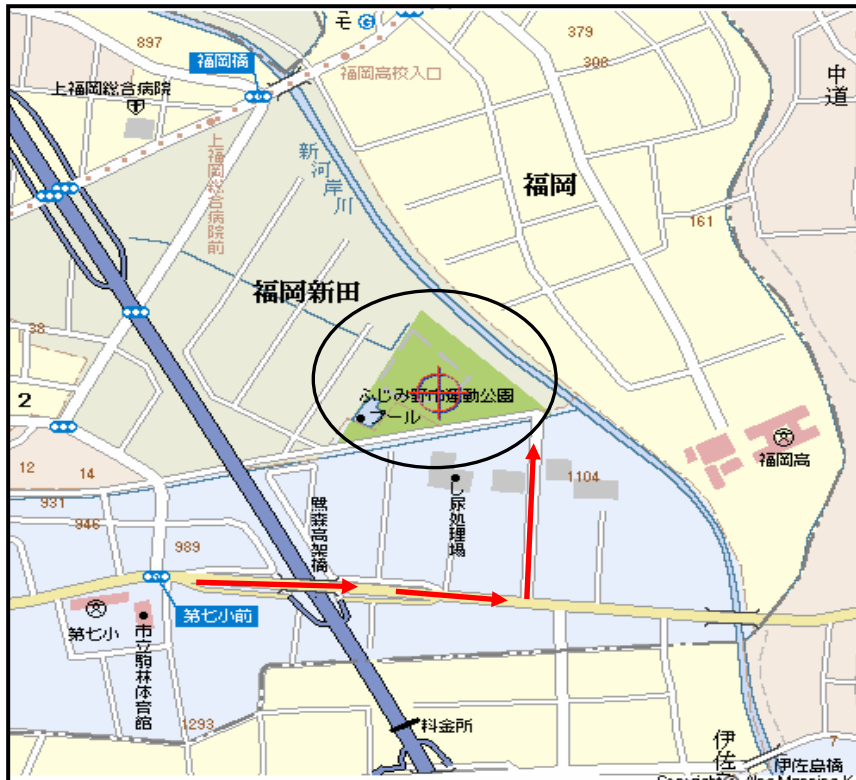 897
モ
福岡橋
福岡高校入口
379
308
中道
上福岡総合病院
上福岡総合病院前
新河岸川
福岡
161
福岡新田
38
2
ふじみ野市運動公園
プール
12
14
931
946
989
鷺森高架橋
し尿処理場
1104
福岡高
第七小前
第七小
市立駒林体育館
1293
料金所
7
伊佐島橋